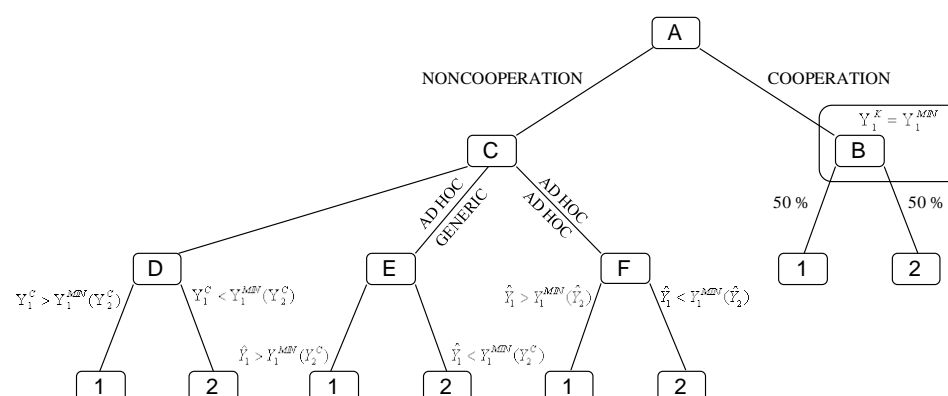 A
NONCOOPERATION COOPERATION
Y₁ᴷ = Y₁ᴹᴵᴺ
C B
AD HOC GENERIC AD HOC AD HOC
50 % 50 %
D E F 1 2
Y₁ᶜ > Y₁ᴹᴵᴺ(Y₂ᶜ) Y₁ᶜ < Y₁ᴹᴵᴺ(Y₂ᶜ) Ŷ₁ > Y₁ᴹᴵᴺ(Ŷ₂) Ŷ₁ < Y₁ᴹᴵᴺ(Ŷ₂)
Ŷ₁ > Y₁ᴹᴵᴺ(Y₂ᶜ) Ŷ₁ < Y₁ᴹᴵᴺ(Y₂ᶜ)
1 2 1 2 1 2